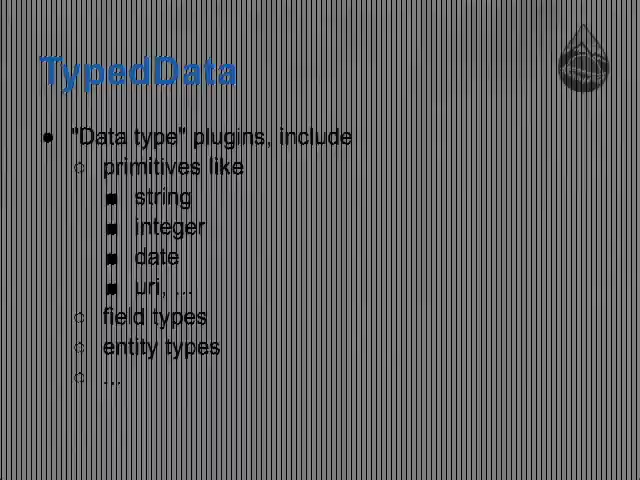 TypedData
● "Data type" plugins, include
○ primitives like
■ string
■ integer
■ date
■ uri, ...
○ field types
○ entity types
○ ...